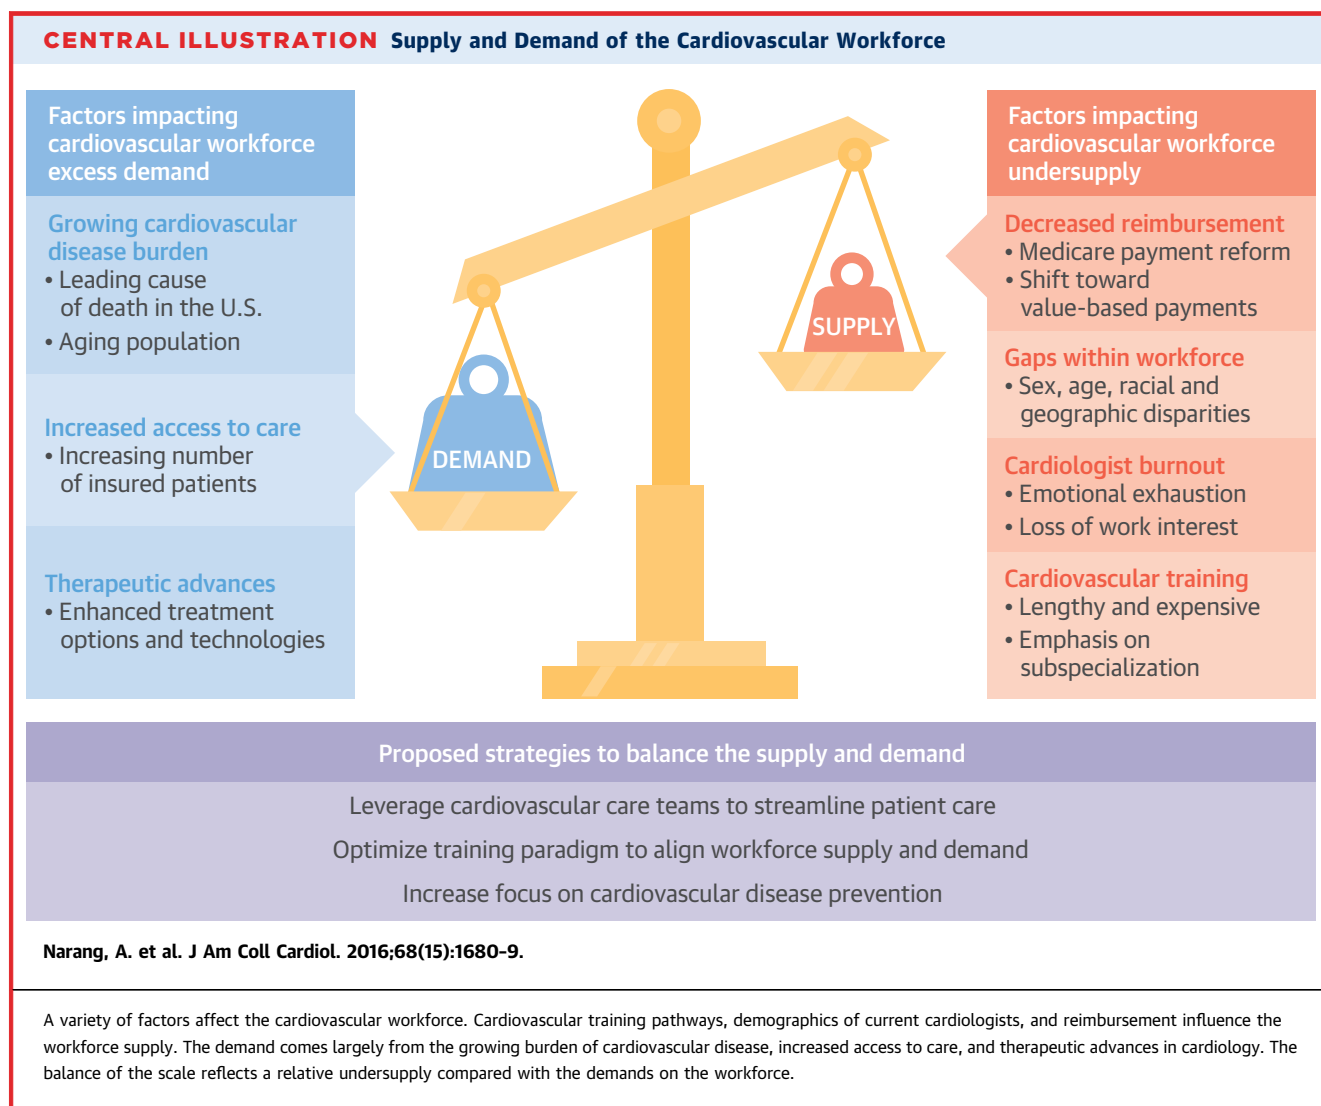 CENTRAL ILLUSTRATION Supply and Demand of the Cardiovascular Workforce
Factors impacting
cardiovascular workforce
excess demand
Growing cardiovascular
disease burden
• Leading cause
of death in the U.S.
• Aging population
Increased access to care
• Increasing number
of insured patients
Therapeutic advances
• Enhanced treatment
options and technologies
DEMAND
SUPPLY
Factors impacting
cardiovascular workforce
undersupply
Decreased reimbursement
• Medicare payment reform
• Shift toward
value-based payments
Gaps within workforce
• Sex, age, racial and
geographic disparities
Cardiologist burnout
• Emotional exhaustion
• Loss of work interest
Cardiovascular training
• Lengthy and expensive
• Emphasis on
subspecialization
Proposed strategies to balance the supply and demand
Leverage cardiovascular care teams to streamline patient care
Optimize training paradigm to align workforce supply and demand
Increase focus on cardiovascular disease prevention
Narang, A. et al. J Am Coll Cardiol. 2016;68(15):1680–9.
A variety of factors affect the cardiovascular workforce. Cardiovascular training pathways, demographics of current cardiologists, and reimbursement influence the
workforce supply. The demand comes largely from the growing burden of cardiovascular disease, increased access to care, and therapeutic advances in cardiology. The
balance of the scale reflects a relative undersupply compared with the demands on the workforce.